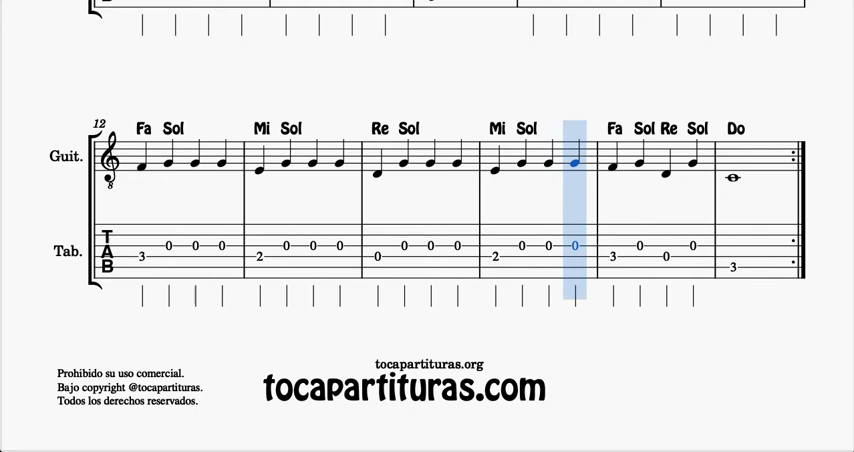 12
Fa Sol Mi Sol Re Sol Mi Sol Fa Sol Re Sol Do
Guit.
8
Tab.
T
A
B
0 0 0 0 0 0 0 0 0 0 0 0 0 0
3 2 0 2 3 0
3
Prohibido su uso comercial.
Bajo copyright @tocapartituras.
Todos los derechos reservados.
tocapartituras.org
tocapartituras.com